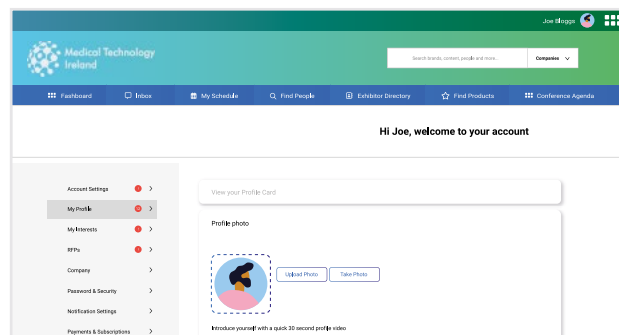 Joe Bloggs
Medical Technology
Ireland
Search brands, content, people and more...
Companies
Fashboard
Inbox
My Schedule
Find People
Exhibitor Directory
Find Products
Conference Agenda
Hi Joe, welcome to your account
Account Settings
My Profile
My Interests
RFPs
Company
Password & Security
Notification Settings
Payments & Subscriptions
View your Profile Card
Profile photo
Upload Photo
Take Photo
Introduce yourself with a quick 30 second profile video